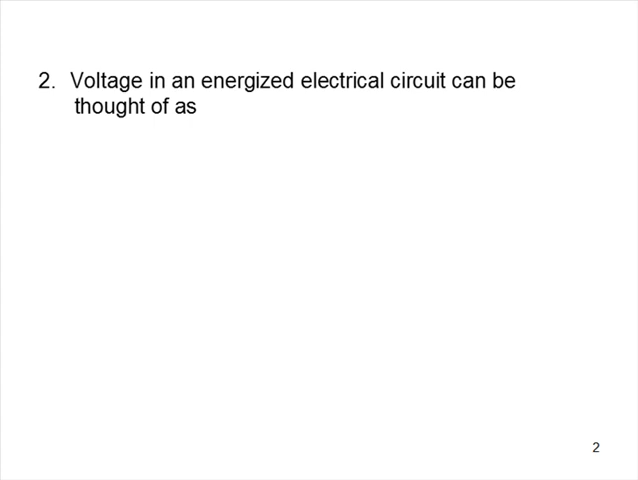 2. Voltage in an energized electrical circuit can be
thought of as
2